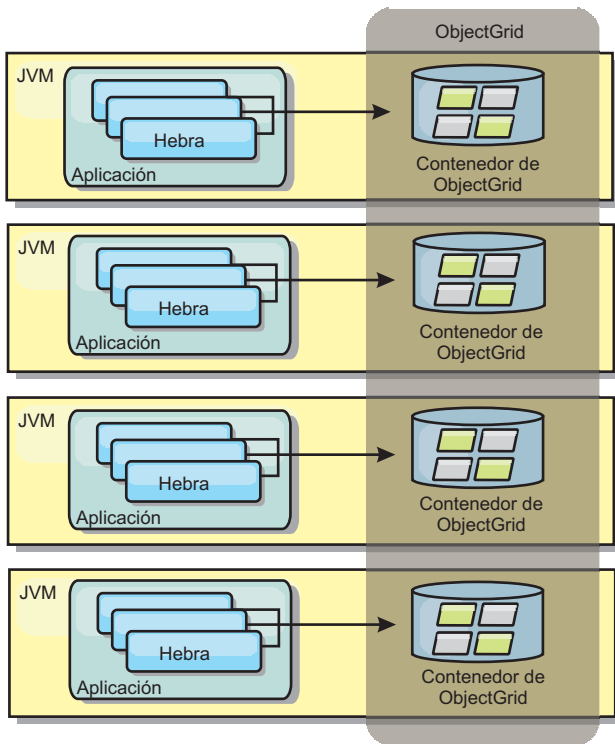 ObjectGrid
JVM
Hebra
Aplicación
Contenedor de
ObjectGrid
JVM
Hebra
Aplicación
Contenedor de
ObjectGrid
JVM
Hebra
Aplicación
Contenedor de
ObjectGrid
JVM
Hebra
Aplicación
Contenedor de
ObjectGrid